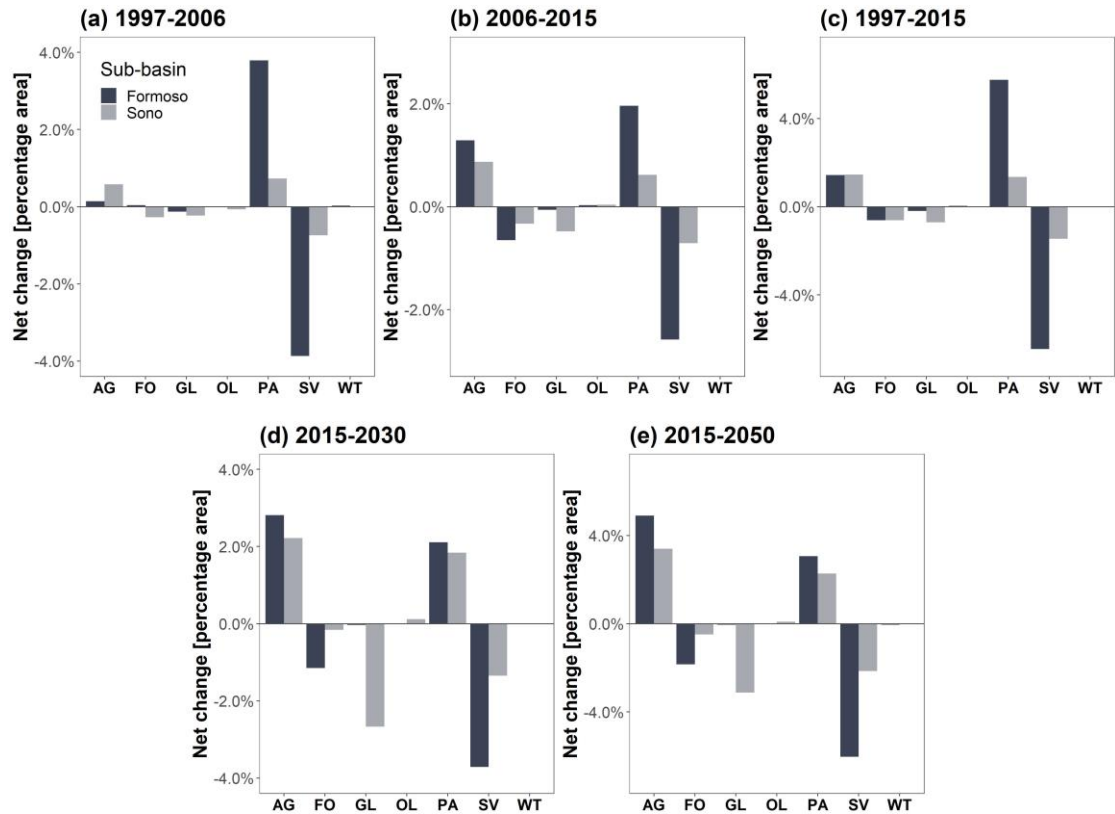 (a) 1997-2006
Net change [percentage area]
4.0%
2.0%
0.0%
-2.0%
-4.0%
Sub-basin
Formoso
Sono
AG FO GL OL PA SV WT
(b) 2006-2015
Net change [percentage area]
2.0%
0.0%
-2.0%
AG FO GL OL PA SV WT
(c) 1997-2015
Net change [percentage area]
4.0%
0.0%
-4.0%
AG FO GL OL PA SV WT
(d) 2015-2030
Net change [percentage area]
4.0%
2.0%
0.0%
-2.0%
-4.0%
AG FO GL OL PA SV WT
(e) 2015-2050
Net change [percentage area]
4.0%
0.0%
-4.0%
AG FO GL OL PA SV WT